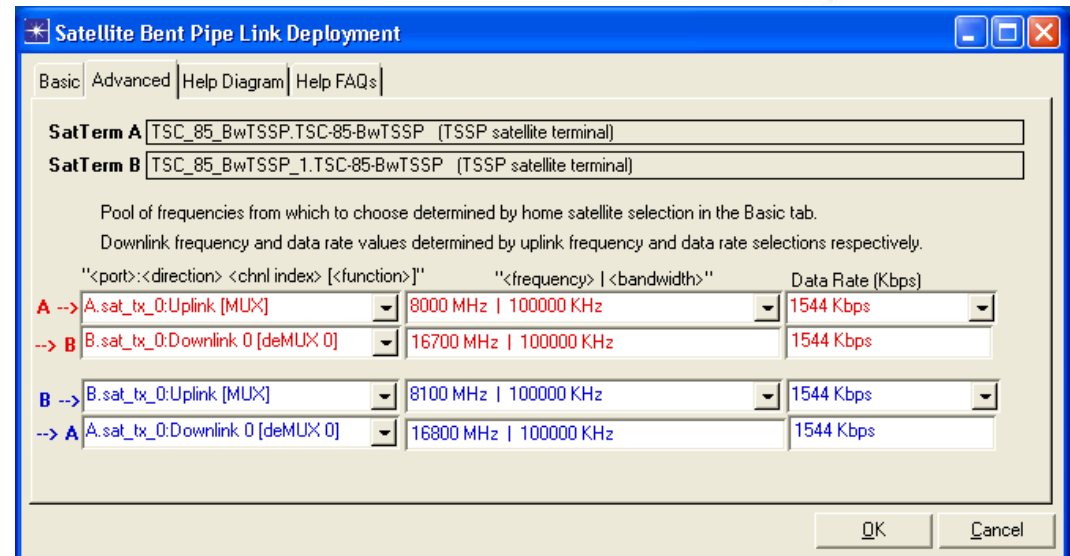 Satellite Bent Pipe Link Deployment
Basic Advanced Help Diagram Help FAQs
SatTerm A TSC_85_BwTSSP.TSC-85-BwTSSP (TSSP satellite terminal)
SatTerm B TSC_85_BwTSSP_1.TSC-85-BwTSSP (TSSP satellite terminal)
Pool of frequencies from which to choose determined by home satellite selection in the Basic tab.
Downlink frequency and data rate values determined by uplink frequency and data rate selections respectively.
"<port>:<direction> <chnl index> [<function>]" "<frequency> | <bandwidth>" Data Rate (Kbps)
A --> A.sat_tx_0:Uplink [MUX] 8000 MHz | 100000 KHz 1544 Kbps
--> B B.sat_tx_0:Downlink 0 [deMUX 0] 16700 MHz | 100000 KHz 1544 Kbps
B --> B.sat_tx_0:Uplink [MUX] 8100 MHz | 100000 KHz 1544 Kbps
--> A A.sat_tx_0:Downlink 0 [deMUX 0] 16800 MHz | 100000 KHz 1544 Kbps
OK Cancel